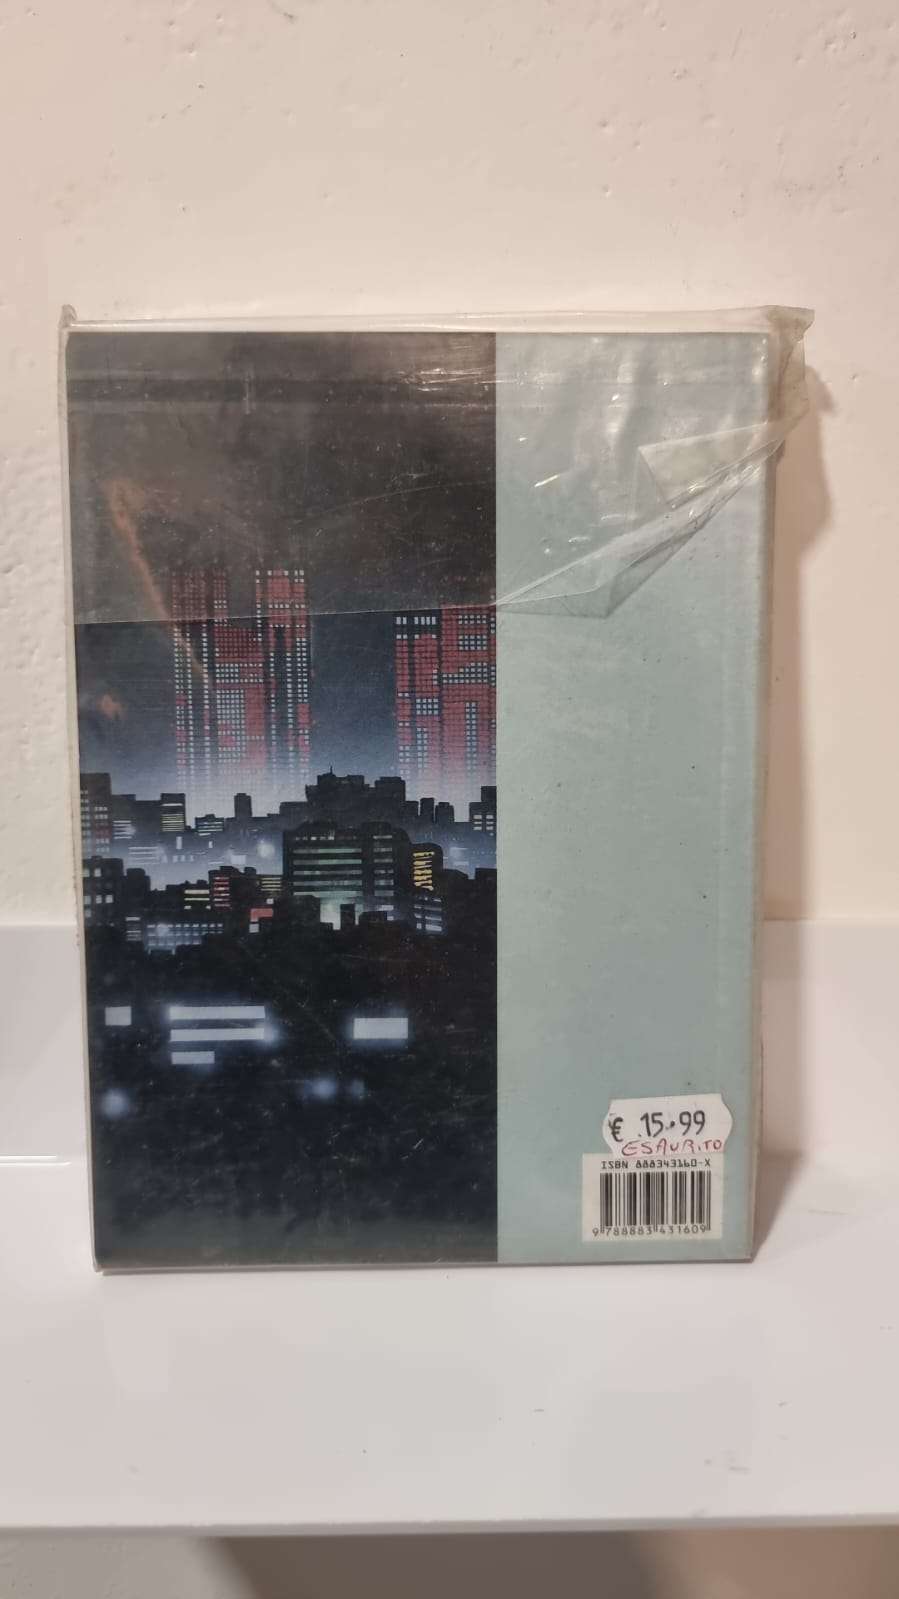 € 15.99
ESAURITO
ISBN 888343160-X
9 788883 431609